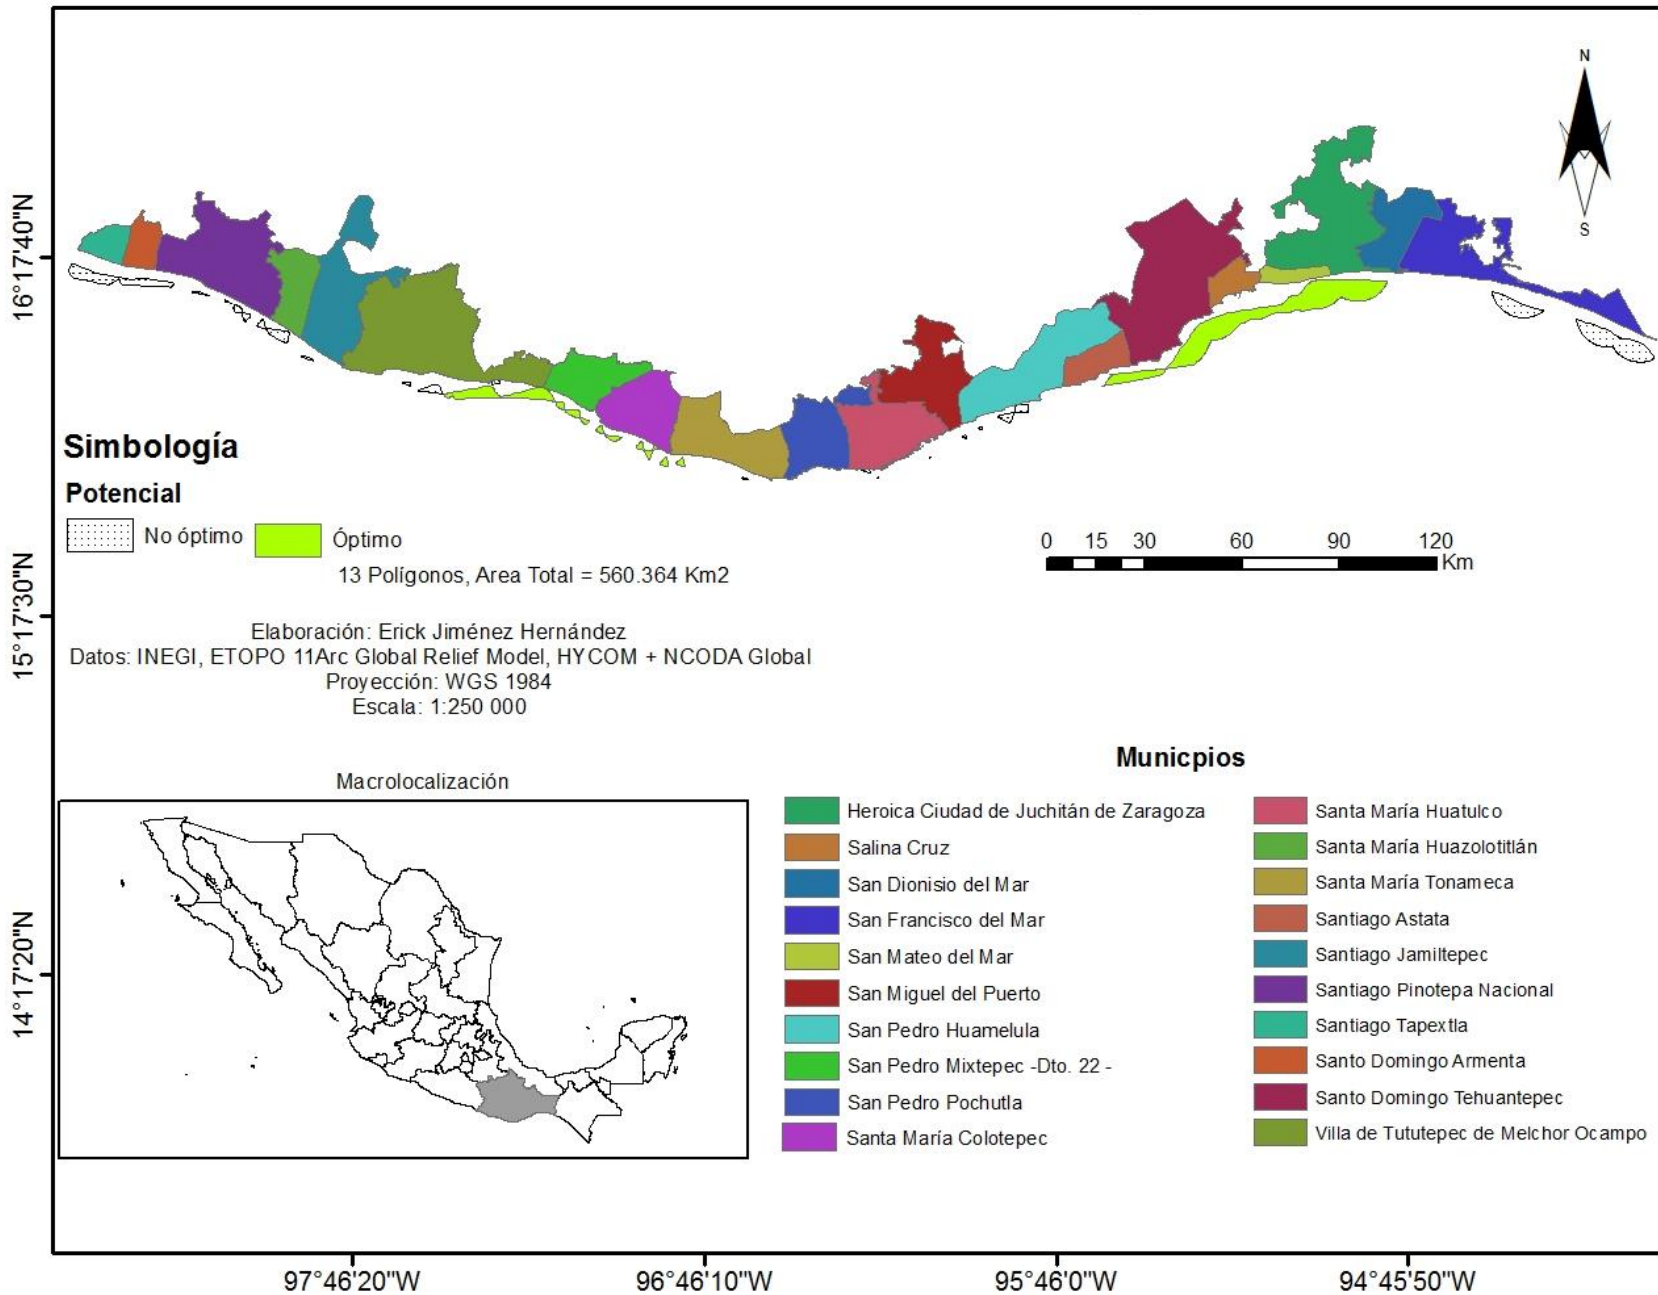 N
S
16°17'40"N
15°17'30"N
14°17'20"N
Simbología
Potencial
No óptimo
Óptimo
13 Polígonos, Area Total = 560.364 Km2
0 15 30 60 90 120
Km
Elaboración: Erick Jiménez Hernández
Datos: INEGI, ETOPO 11Arc Global Relief Model, HYCOM + NCODA Global
Proyección: WGS 1984
Escala: 1:250 000
Macrolocalización
Municpios
Heroica Ciudad de Juchitán de Zaragoza
Salina Cruz
San Dionisio del Mar
San Francisco del Mar
San Mateo del Mar
San Miguel del Puerto
San Pedro Huamelula
San Pedro Mixtepec -Dto. 22 -
San Pedro Pochutla
Santa María Colotepec
Santa María Huatulco
Santa María Huazolotitlán
Santa María Tonameca
Santiago Astata
Santiago Jamiltepec
Santiago Pinotepa Nacional
Santiago Tapextla
Santo Domingo Armenta
Santo Domingo Tehuantepec
Villa de Tututepec de Melchor Ocampo
97°46'20"W
96°46'10"W
95°46'0"W
94°45'50"W